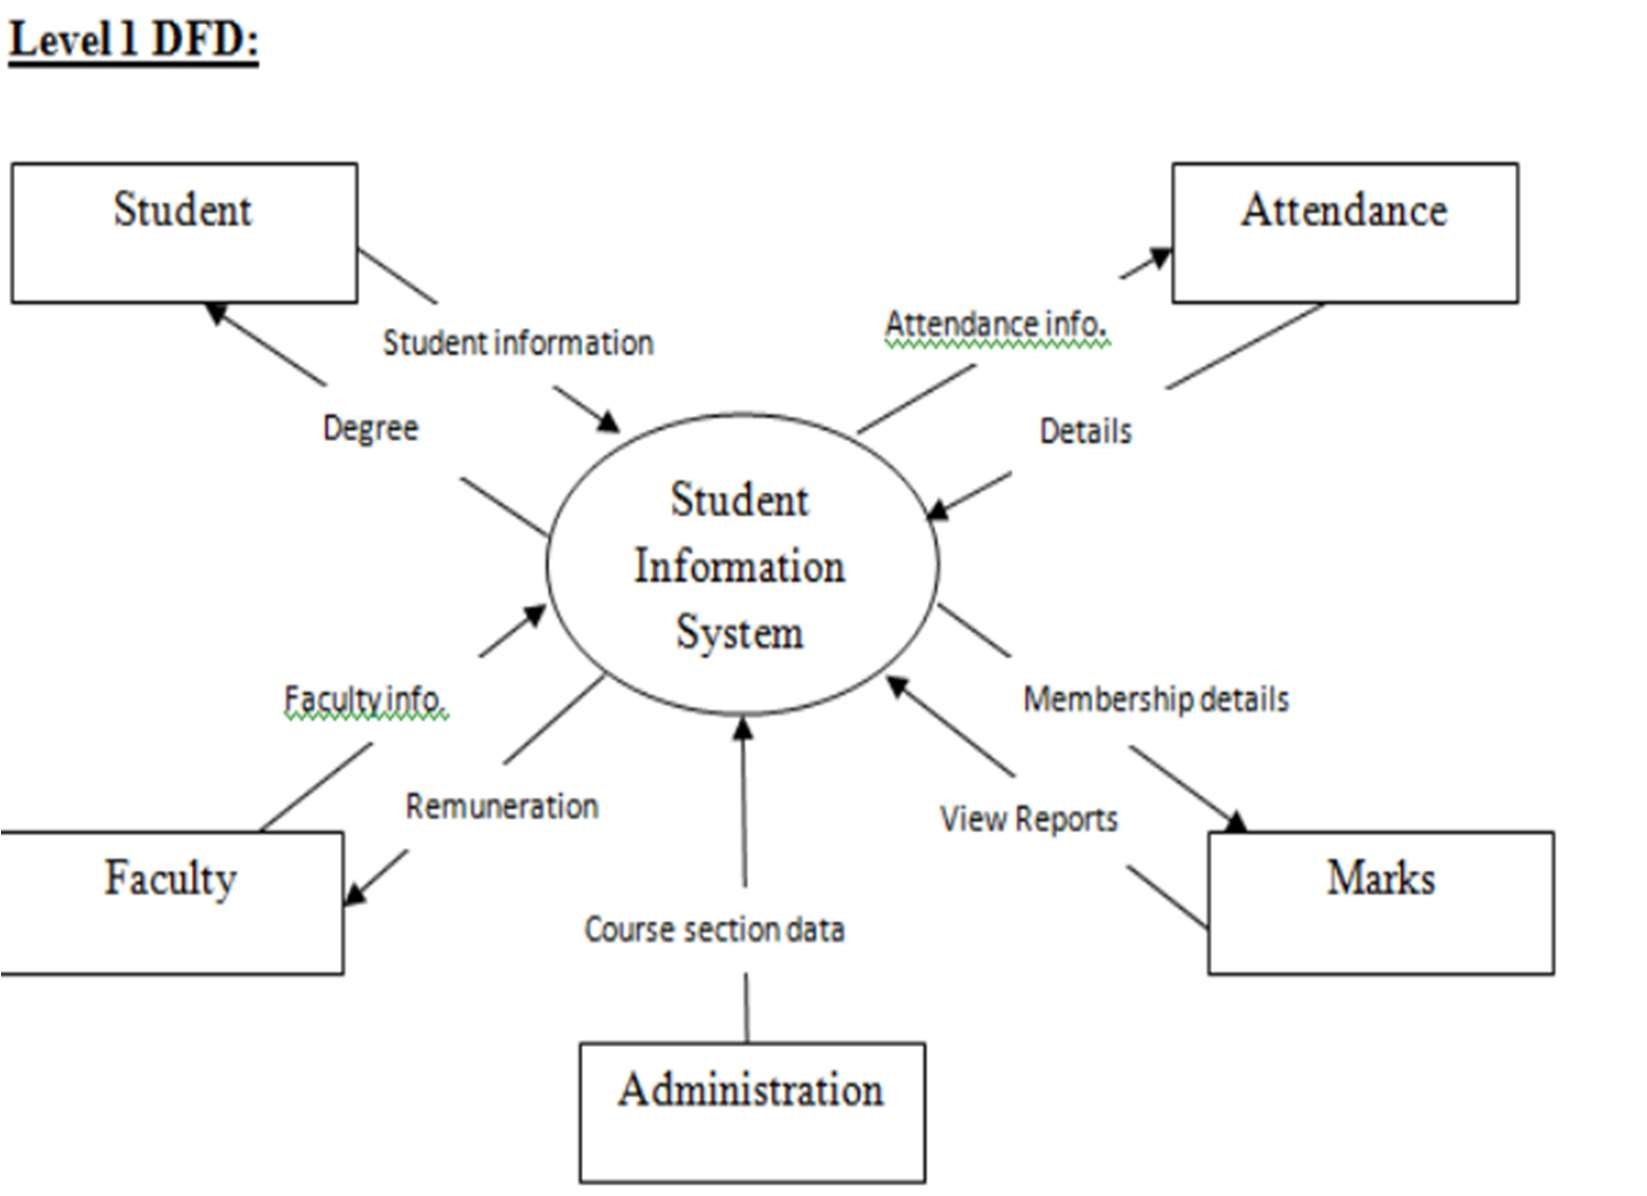 Level 1 DFD:
Student
Attendance
Student information
Attendance info.
Degree
Details
Student
Information
System
Faculty info.
Membership details
Remuneration
View Reports
Faculty
Marks
Course section data
Administration